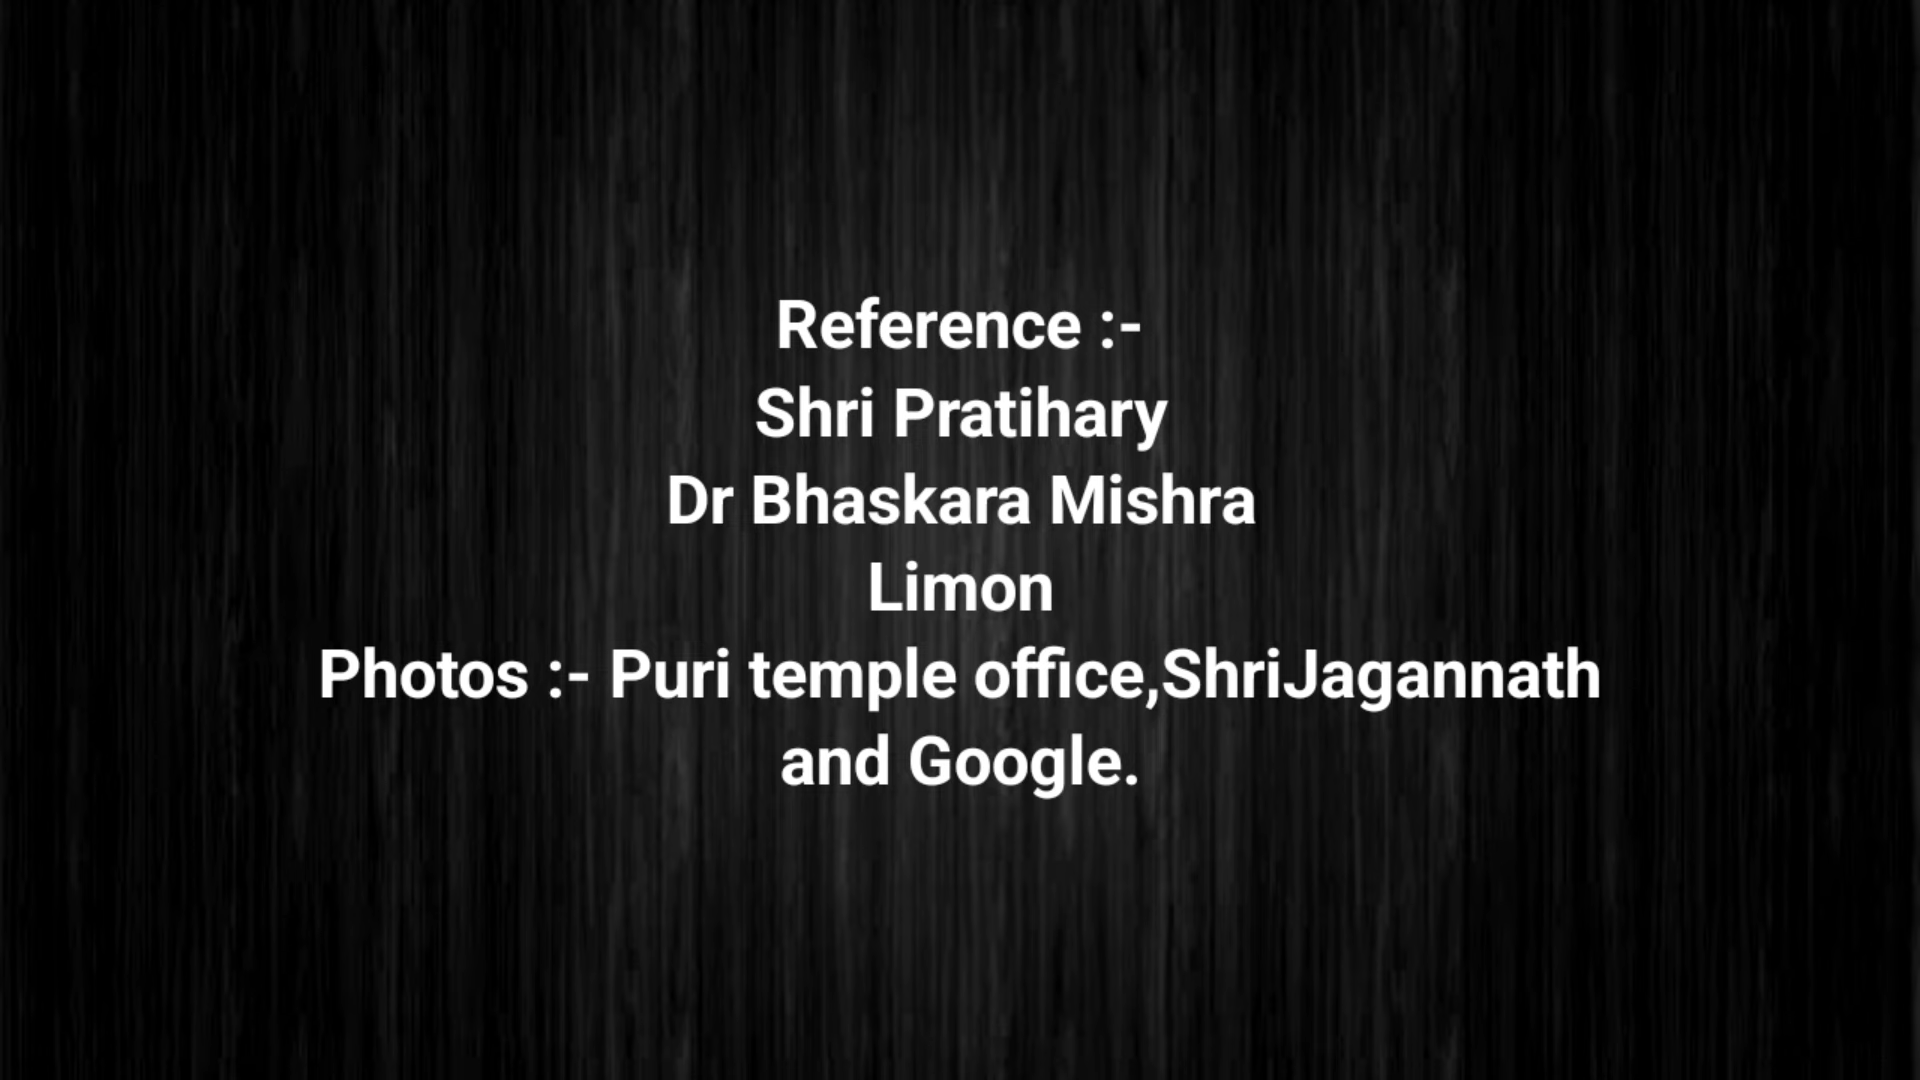 Reference :-
Shri Pratihary
Dr Bhaskara Mishra
Limon
Photos :- Puri temple office,ShriJagannath
and Google.